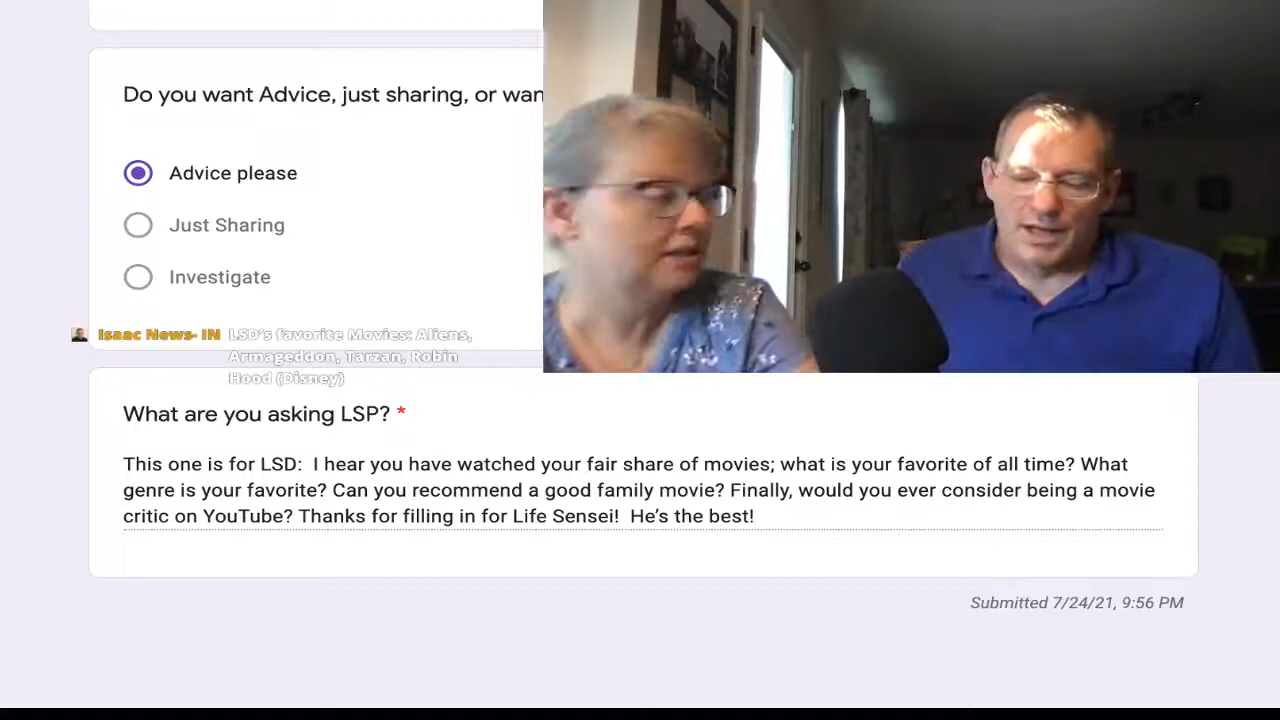 Do you want Advice, just sharing, or wan
Advice please
Just Sharing
Investigate
Isaac News- IN LSD's favorite Movies: Aliens,
Armageddon, Tarzan, Robin
Hood (Disney)
What are you asking LSP? *
This one is for LSD:  I hear you have watched your fair share of movies; what is your favorite of all time? What
genre is your favorite? Can you recommend a good family movie? Finally, would you ever consider being a movie
critic on YouTube? Thanks for filling in for Life Sensei!  He's the best!
Submitted 7/24/21, 9:56 PM